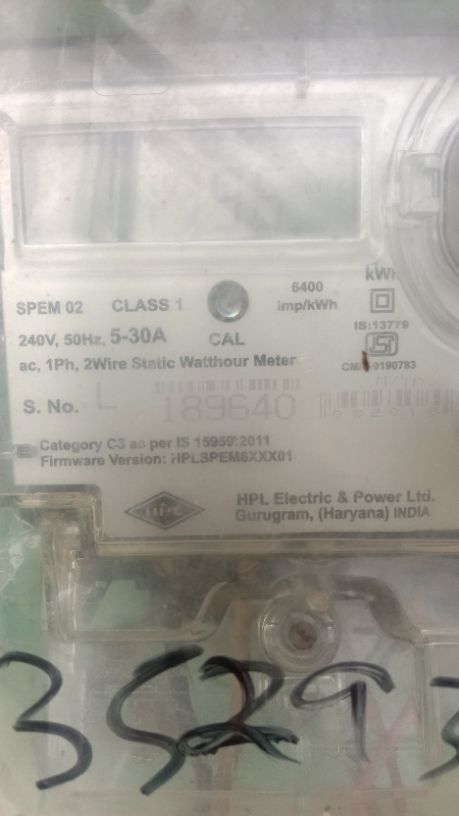 kWh
6400
imp/kWh
SPEM 02 CLASS 1
IS:13779
240V, 50Hz, 5-30A CAL
ISI
ac, 1Ph, 2Wire Static Watthour Meter
S. No. L 189640
Category C3 as per IS 15959:2011
Firmware Version: HPLSPEM6XXX01
HPL
HPL Electric & Power Ltd.
Gurugram, (Haryana) INDIA